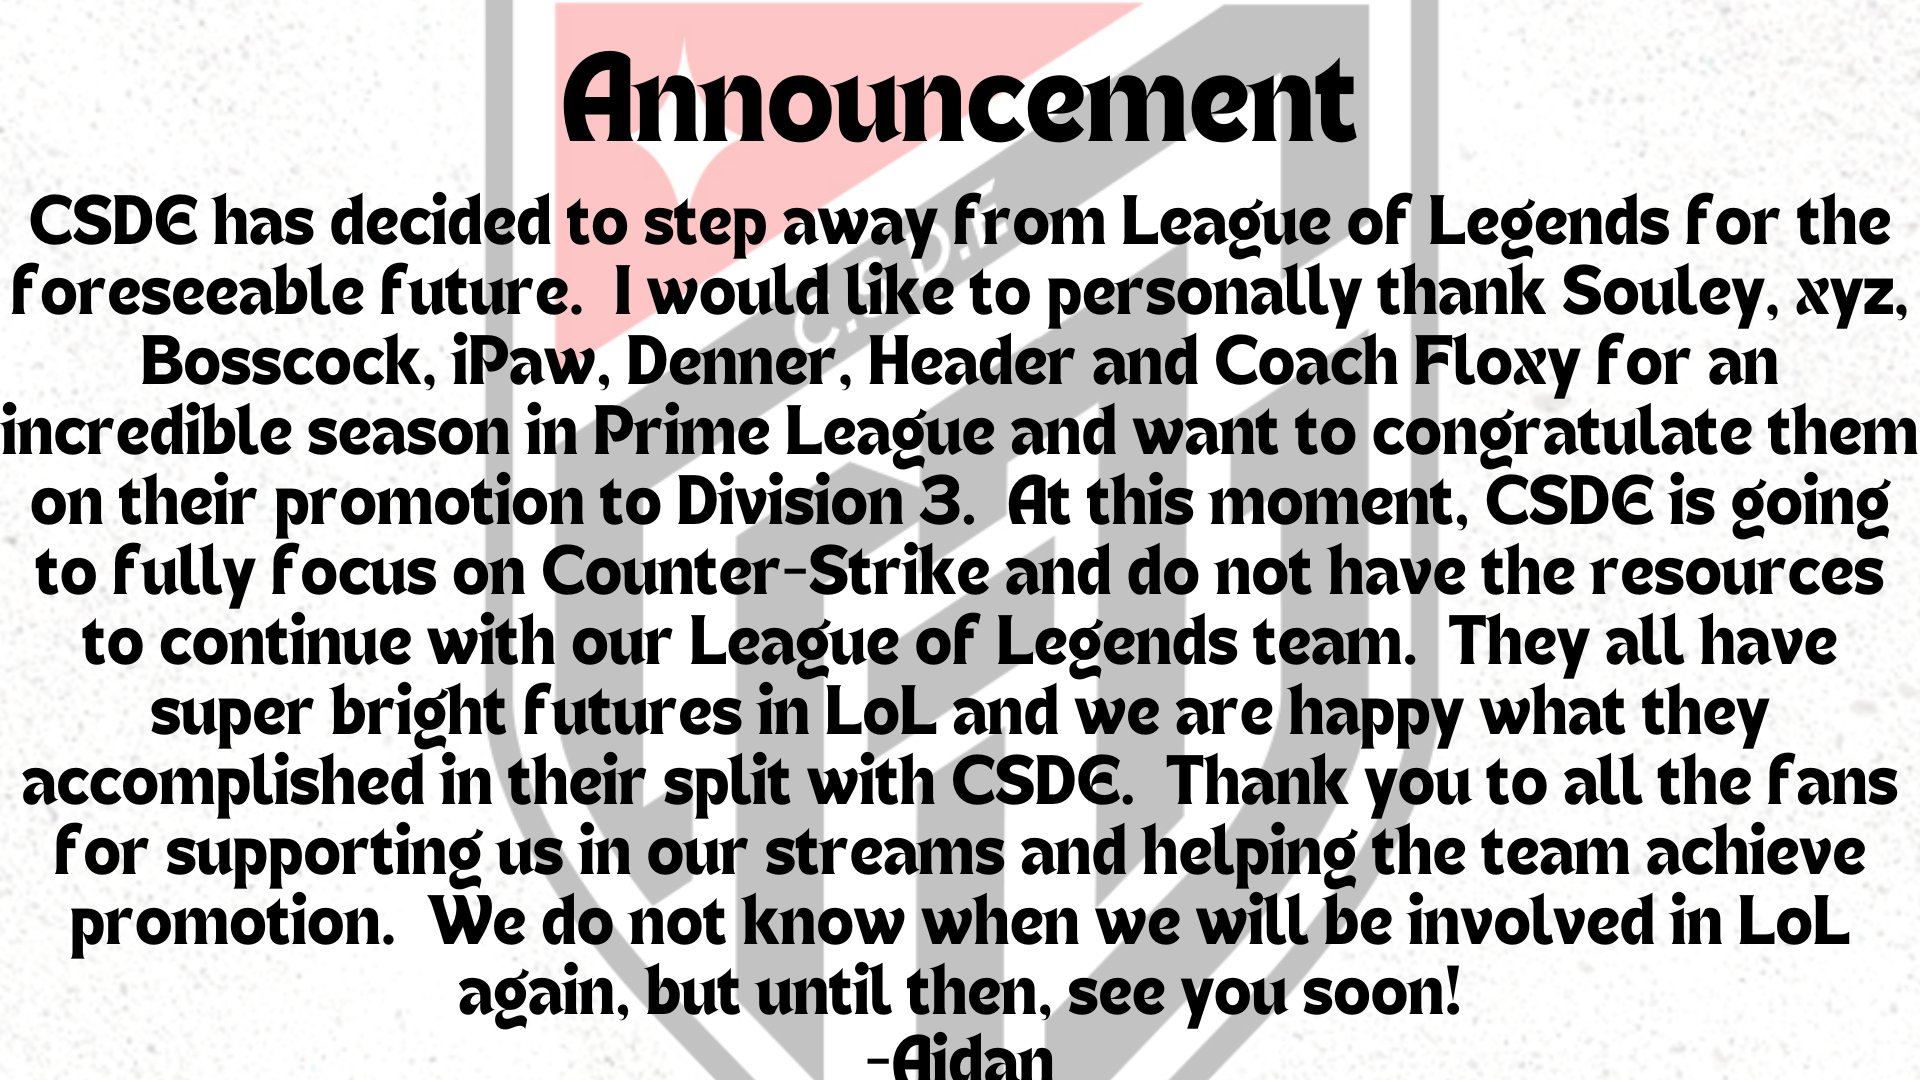 Announcement
CSDE has decided to step away from League of Legends for the
foreseeable future.  I would like to personally thank Souley, xyz,
Bosscock, iPaw, Denner, Header and Coach Floxy for an
incredible season in Prime League and want to congratulate them
on their promotion to Division 3.  At this moment, CSDE is going
to fully focus on Counter-Strike and do not have the resources
to continue with our League of Legends team.  They all have
super bright futures in LoL and we are happy what they
accomplished in their split with CSDE.  Thank you to all the fans
for supporting us in our streams and helping the team achieve
promotion.  We do not know when we will be involved in LoL
again, but until then, see you soon!
-Aidan
C.S.D.E